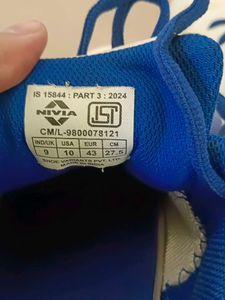 IS 15844 : PART 3 : 2024
NIVIA
ISI
CM/L-9800078121
IND/UK USA EUR CM
9 10 43 27.5
SHOE VARIANTS PVT. LTD.
MADE IN INDIA